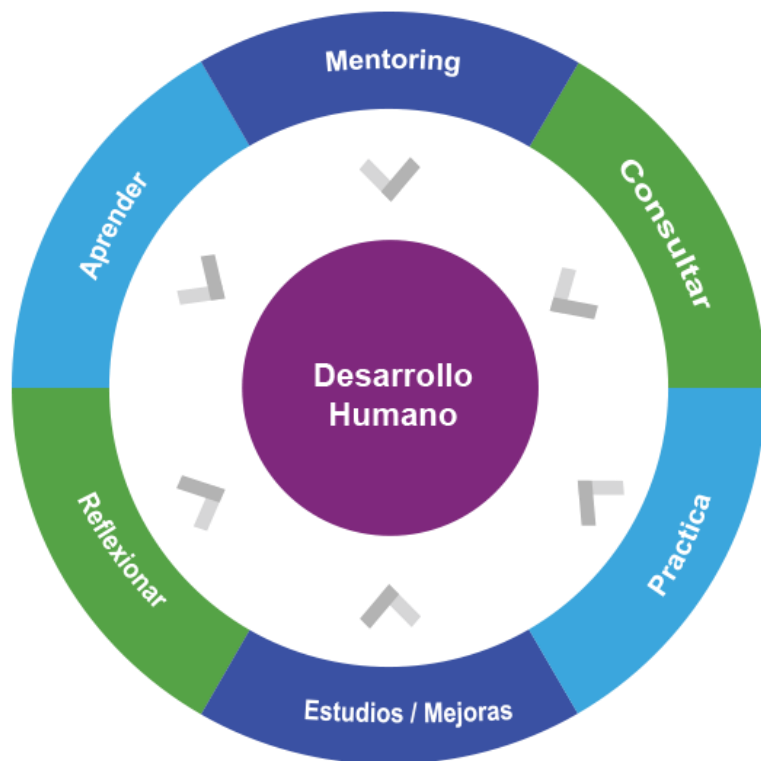 Mentoring
Consultar
Aprender
Desarrollo
Humano
Practica
Reflexionar
Estudios / Mejoras